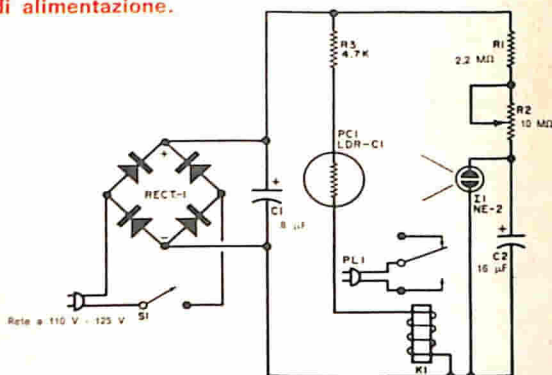 di alimentazione.
R3
4.7K
R1
2,2 MΩ
R2
10 MΩ
PC1
LDR-C1
+
RECT-1
–
+
C1
8 µF
I1
NE-2
PL1
+
C2
16 µF
S1
Rete a 110 V - 125 V
K1